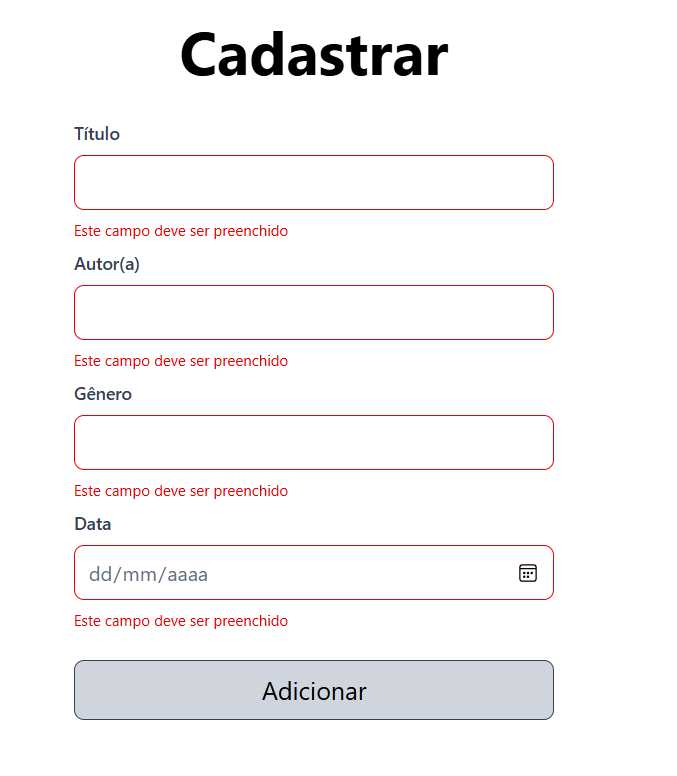 Cadastrar
Título
Este campo deve ser preenchido
Autor(a)
Este campo deve ser preenchido
Gênero
Este campo deve ser preenchido
Data
dd/mm/aaaa
Este campo deve ser preenchido
Adicionar